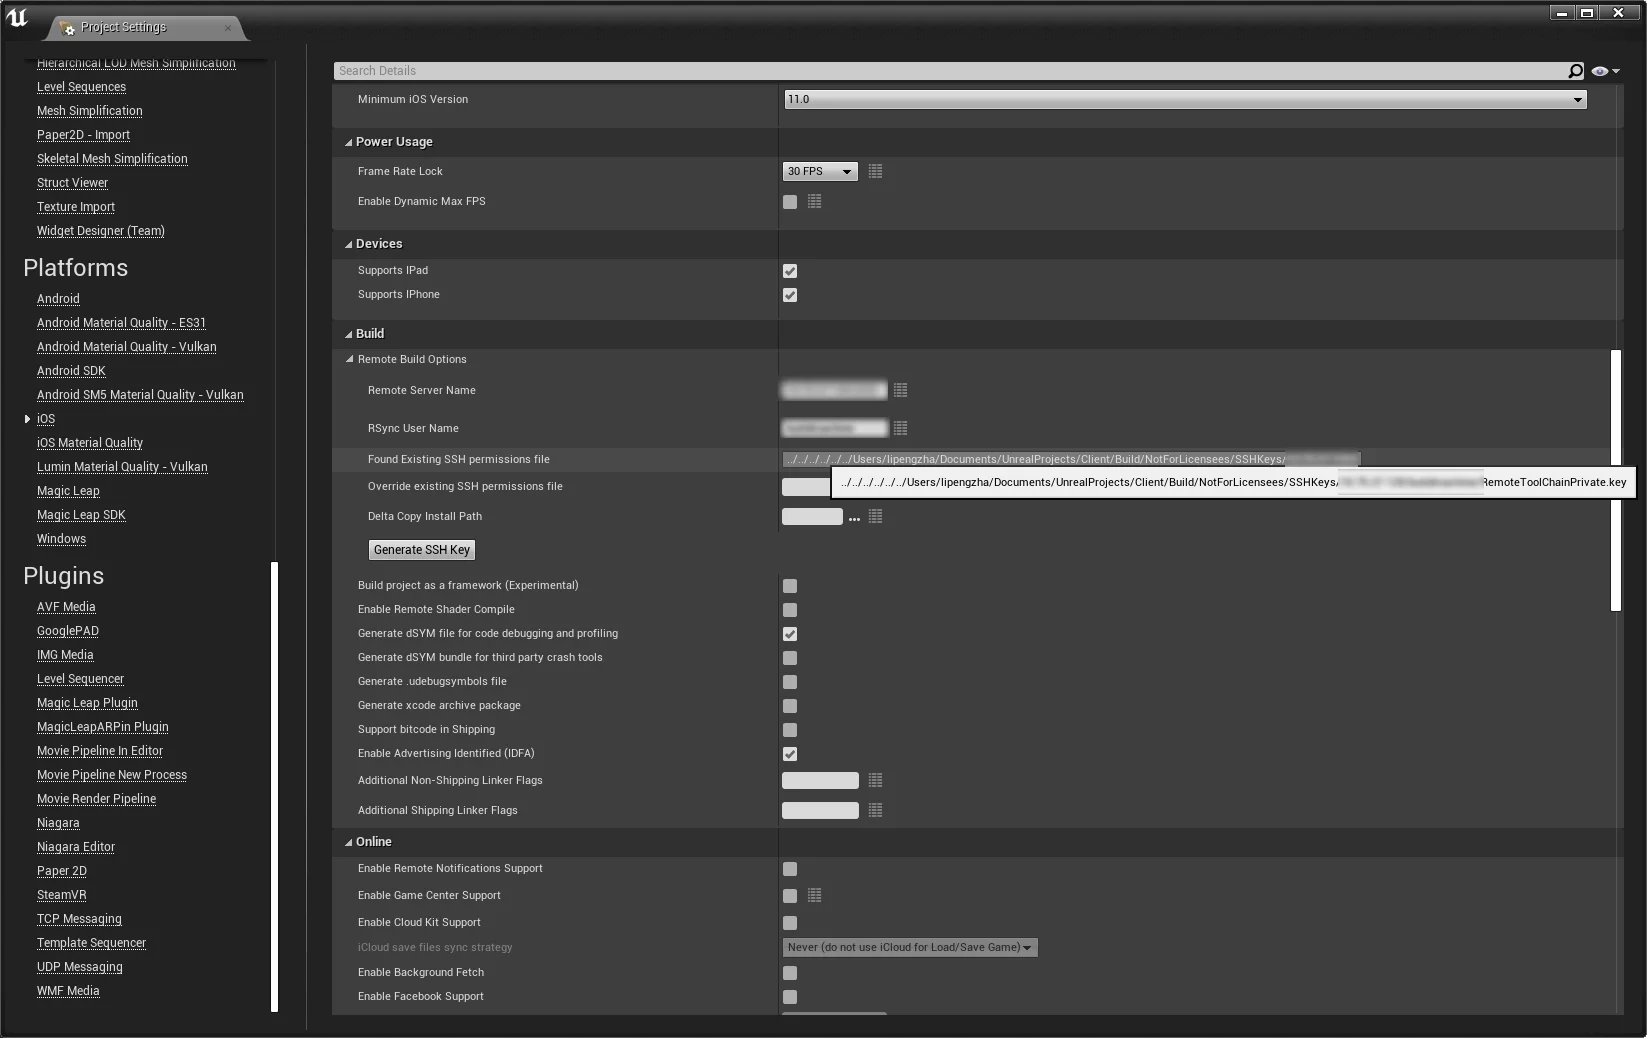 Project Settings
Hierarchical LOD Mesh Simplification
Level Sequences
Mesh Simplification
Paper2D - Import
Skeletal Mesh Simplification
Struct Viewer
Texture Import
Widget Designer (Team)
Platforms
Android
Android Material Quality - ES31
Android Material Quality - Vulkan
Android SDK
Android SM5 Material Quality - Vulkan
iOS
iOS Material Quality
Lumin Material Quality - Vulkan
Magic Leap
Magic Leap SDK
Windows
Plugins
AVF Media
GooglePAD
IMG Media
Level Sequencer
Magic Leap Plugin
MagicLeapARPin Plugin
Movie Pipeline In Editor
Movie Pipeline New Process
Movie Render Pipeline
Niagara
Niagara Editor
Paper 2D
SteamVR
TCP Messaging
Template Sequencer
UDP Messaging
WMF Media
Search Details
Minimum iOS Version 11.0
Power Usage
Frame Rate Lock 30 FPS
Enable Dynamic Max FPS
Devices
Supports IPad
Supports IPhone
Build
Remote Build Options
Remote Server Name
RSync User Name
Found Existing SSH permissions file ../../../../../../Users/lipengzha/Documents/UnrealProjects/Client/Build/NotForLicensees/SSHKeys/
../../../../../../Users/lipengzha/Documents/UnrealProjects/Client/Build/NotForLicensees/SSHKeys/ RemoteToolChainPrivate.key
Override existing SSH permissions file
Delta Copy Install Path ...
Generate SSH Key
Build project as a framework (Experimental)
Enable Remote Shader Compile
Generate dSYM file for code debugging and profiling
Generate dSYM bundle for third party crash tools
Generate .udebugsymbols file
Generate xcode archive package
Support bitcode in Shipping
Enable Advertising Identified (IDFA)
Additional Non-Shipping Linker Flags
Additional Shipping Linker Flags
Online
Enable Remote Notifications Support
Enable Game Center Support
Enable Cloud Kit Support
iCloud save files sync strategy Never (do not use iCloud for Load/Save Game)
Enable Background Fetch
Enable Facebook Support